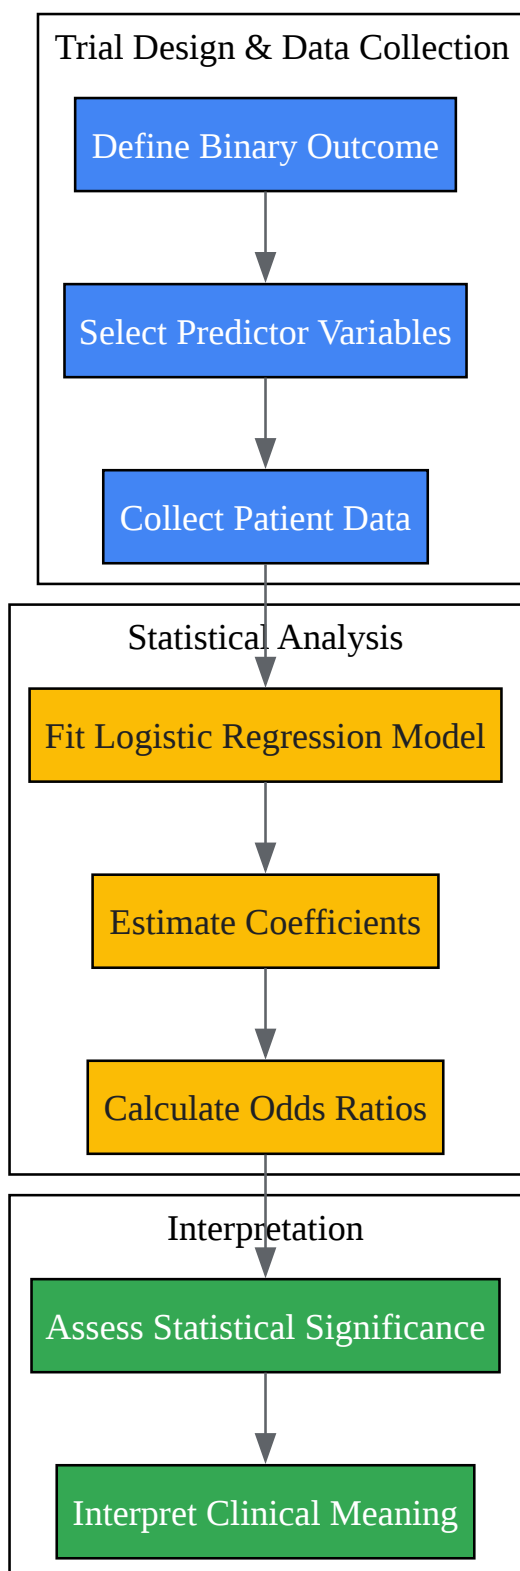 Trial Design & Data Collection
Define Binary Outcome
Select Predictor Variables
Collect Patient Data
Statistical Analysis
Fit Logistic Regression Model
Estimate Coefficients
Calculate Odds Ratios
Interpretation
Assess Statistical Significance
Interpret Clinical Meaning